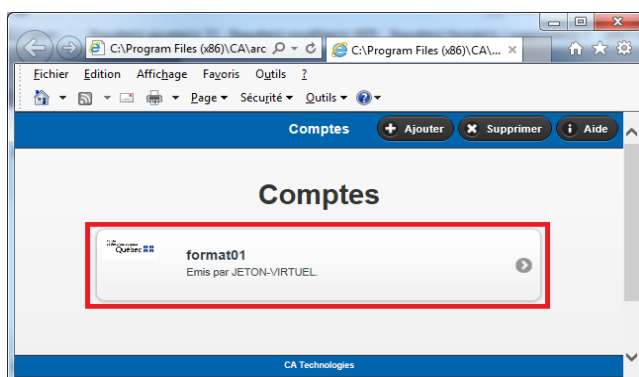 C:\Program Files (x86)\CA\arc
C:\Program Files (x86)\CA\...
Fichier Edition Affichage Favoris Outils ?
Page Sécurité Outils
Comptes Ajouter Supprimer i Aide
Comptes
Québec
format01
Emis par JETON-VIRTUEL.
CA Technologies